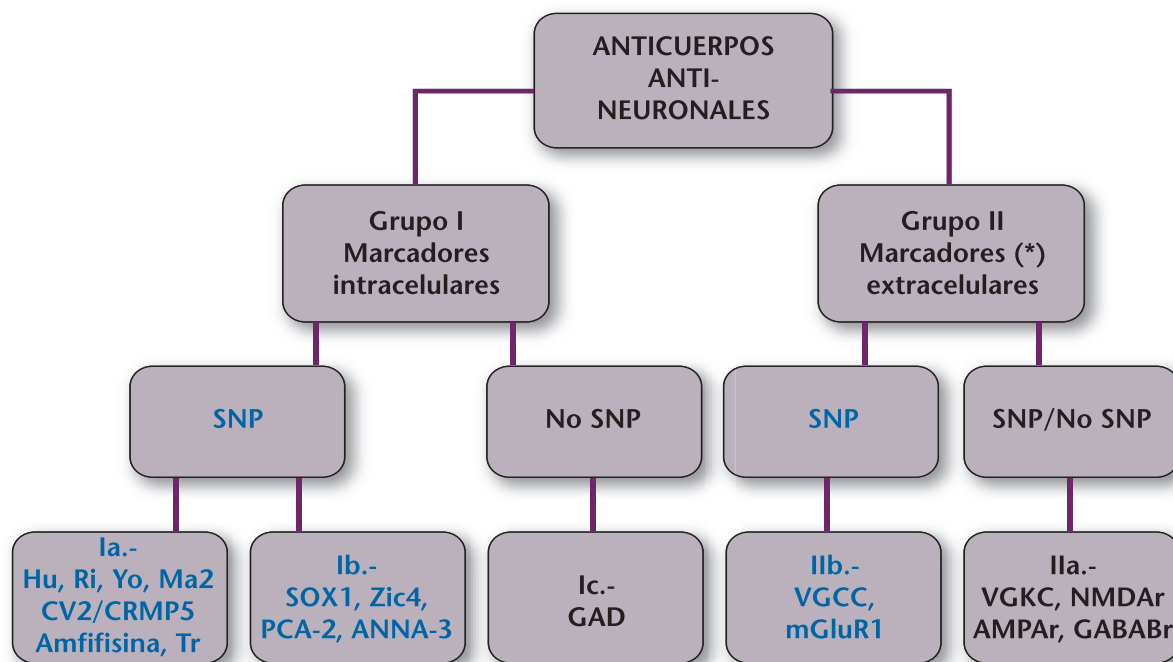 ANTICUERPOS
ANTI-
NEURONALES
Grupo I
Marcadores
intracelulares
Grupo II
Marcadores (*)
extracelulares
SNP
No SNP
SNP
SNP/No SNP
Ia.-
Hu, Ri, Yo, Ma2
CV2/CRMP5
Amfifisina, Tr
Ib.-
SOX1, Zic4,
PCA-2, ANNA-3
Ic.-
GAD
IIb.-
VGCC,
mGluR1
IIa.-
VGKC, NMDAr
AMPAr, GABABr